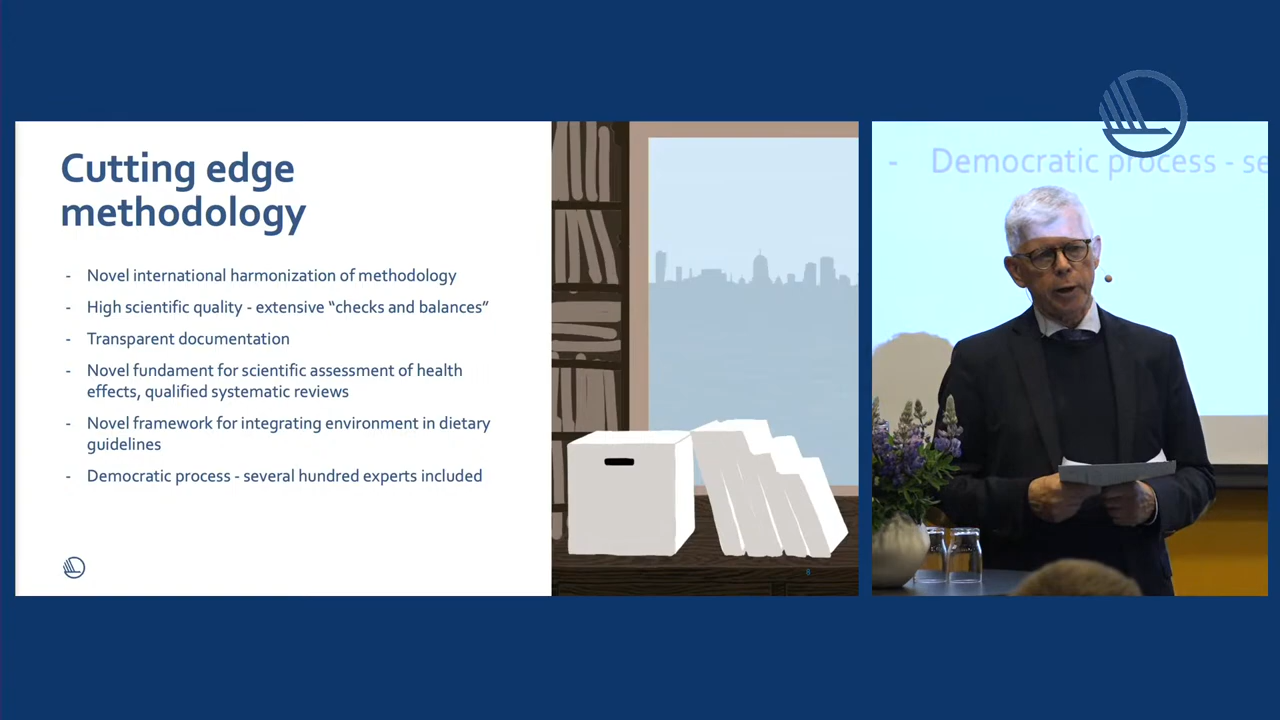 Cutting edge
methodology
- Novel international harmonization of methodology
- High scientific quality - extensive “checks and balances”
- Transparent documentation
- Novel fundament for scientific assessment of health
effects, qualified systematic reviews
- Novel framework for integrating environment in dietary
guidelines
- Democratic process - several hundred experts included
- Democratic process - se